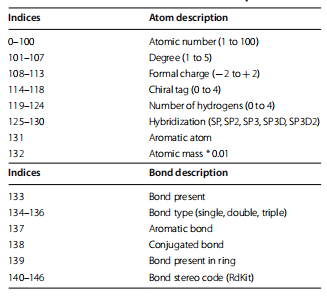 Indices Atom description
0–100 Atomic number (1 to 100)
101–107 Degree (1 to 5)
108–113 Formal charge (−2 to + 2)
114–118 Chiral tag (0 to 4)
119–124 Number of hydrogens (0 to 4)
125–130 Hybridization (SP, SP2, SP3, SP3D, SP3D2)
131 Aromatic atom
132 Atomic mass * 0.01
Indices Bond description
133 Bond present
134–136 Bond type (single, double, triple)
137 Aromatic bond
138 Conjugated bond
139 Bond present in ring
140–146 Bond stereo code (RdKit)